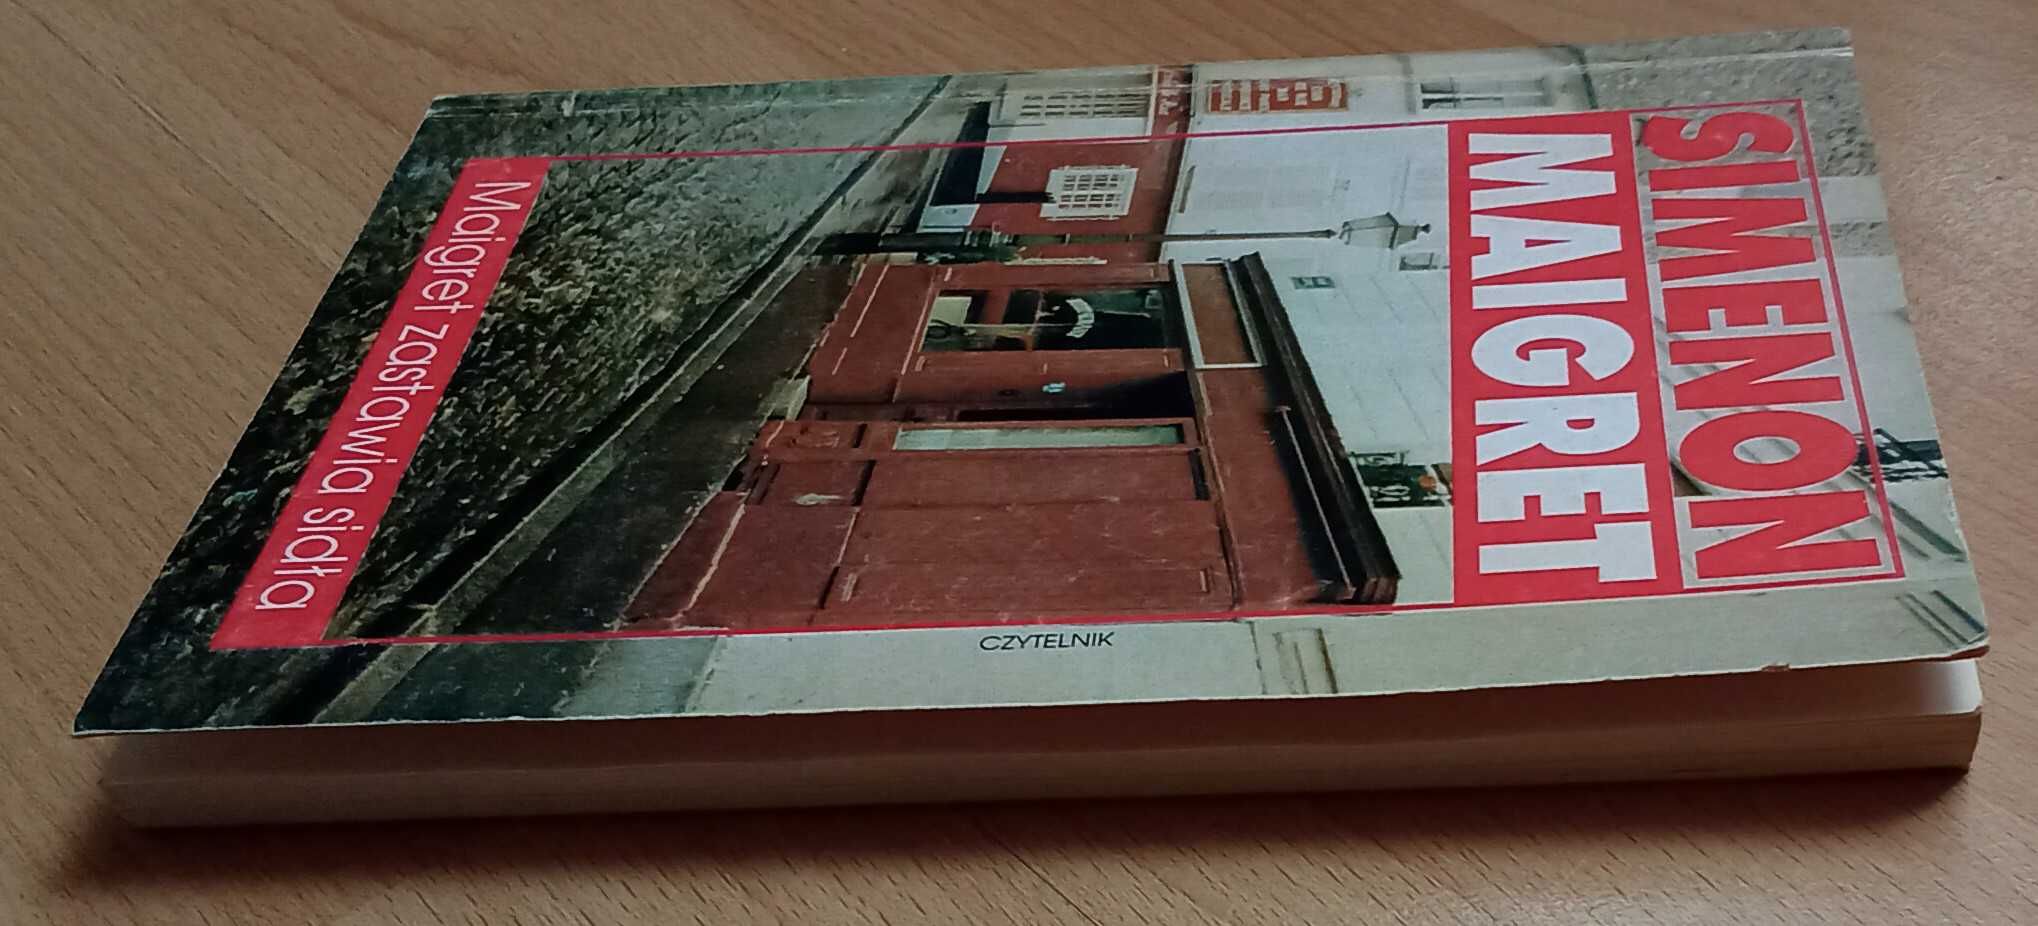 SIMENON
MAIGRET
CZYTELNIK
Maigret zastawia sidła